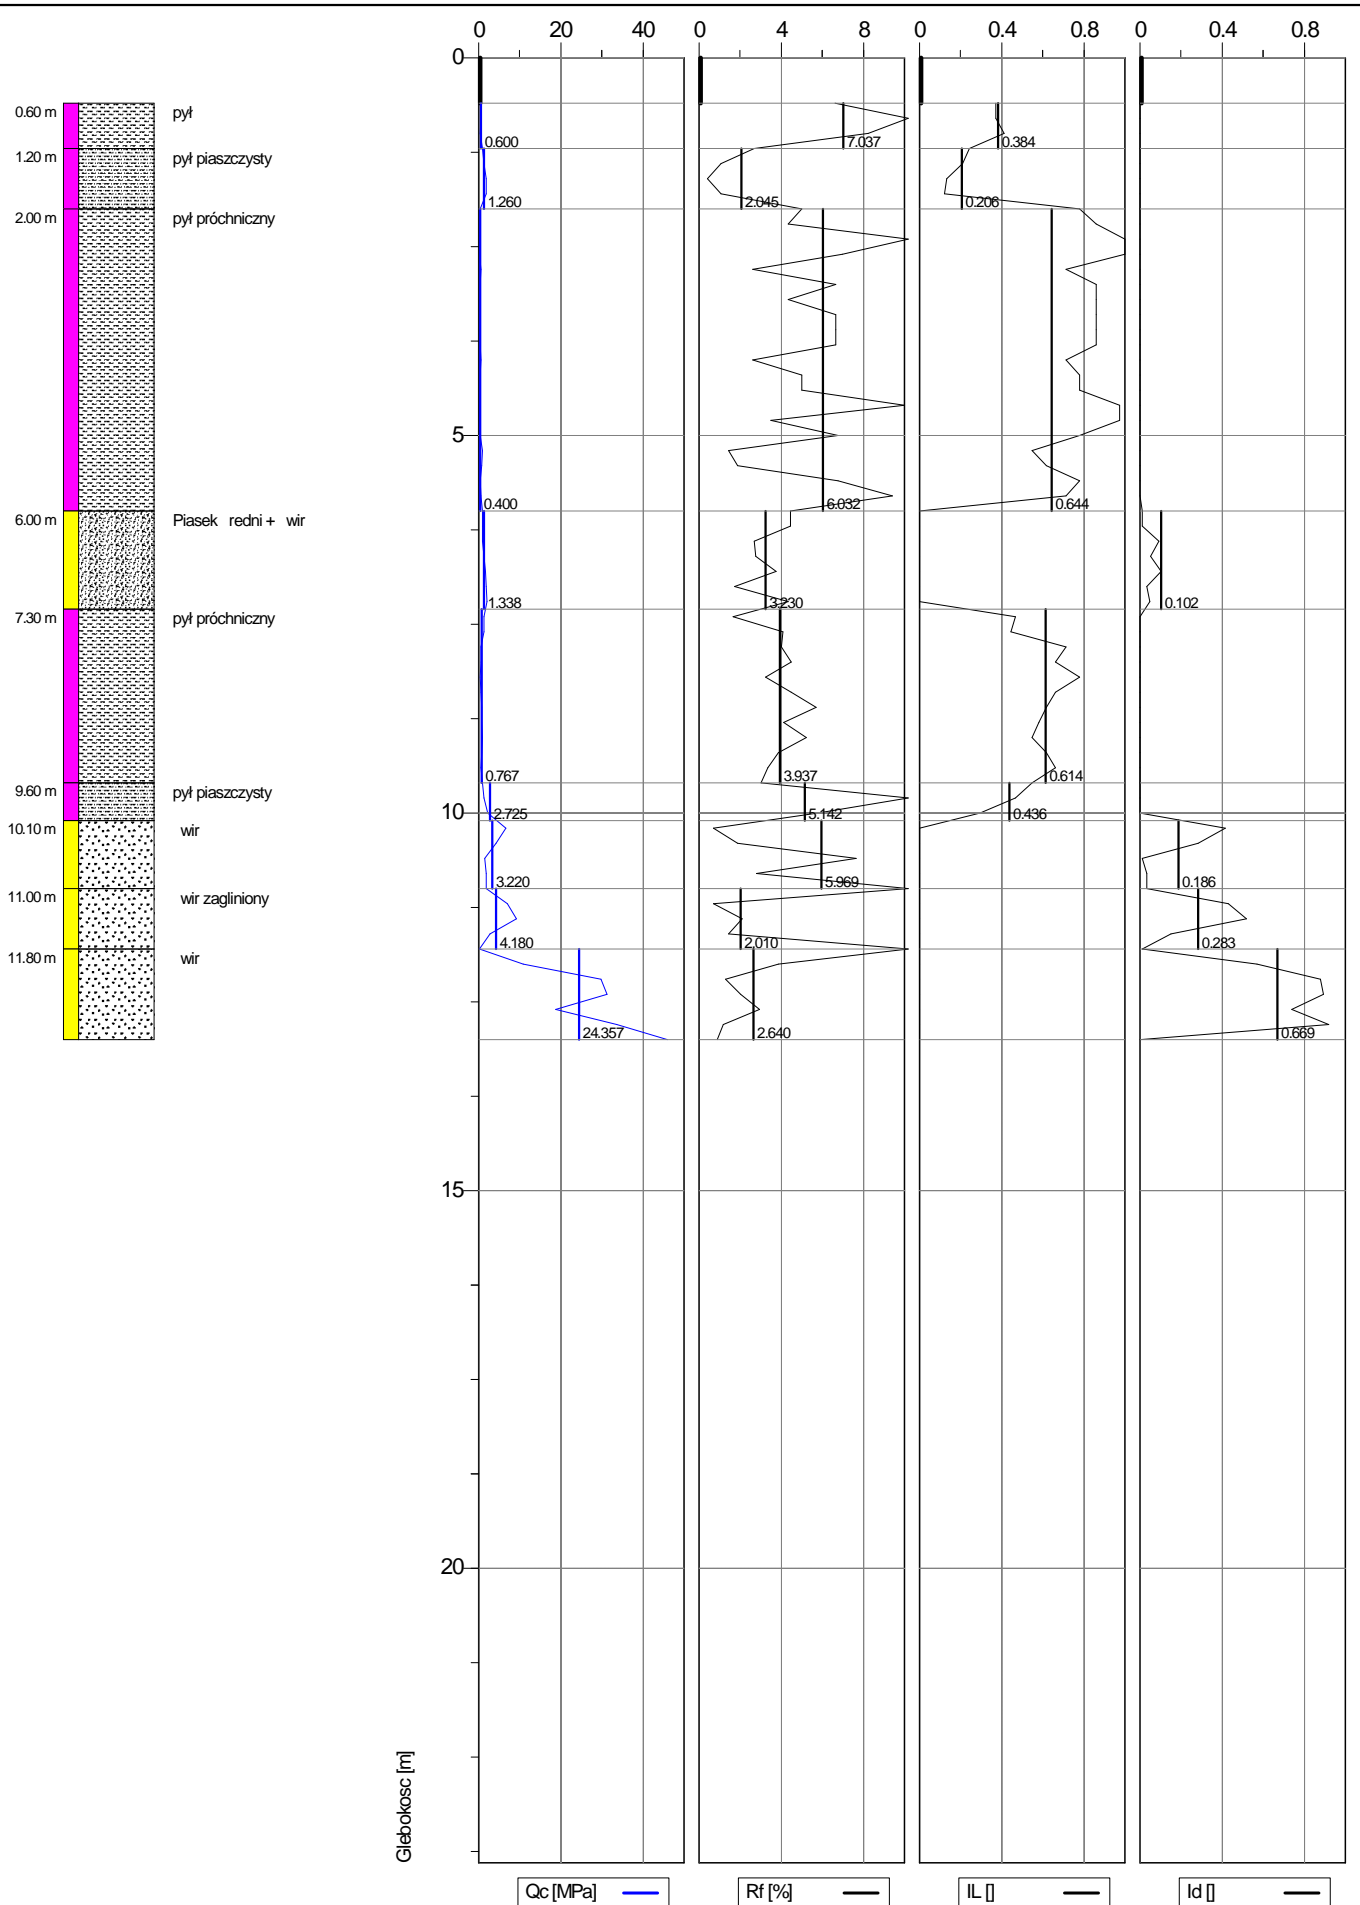 0 20 40 0 4 8 0 0.4 0.8 0 0.4 0.8
0
0.60 m pył
0.600 7.037 0.384
1.20 m pył piaszczysty
1.260 2.045 0.206
2.00 m pył próchniczny
5
0.400 6.032 0.644
6.00 m Piasek redni + wir
1.338 3.230 0.102
7.30 m pył próchniczny
0.767 3.937 0.614
9.60 m pył piaszczysty
10 2.725 5.142 0.436
10.10 m wir
3.220 5.969 0.186
11.00 m wir zagliniony
4.180 2.010 0.283
11.80 m wir
24.357 2.640 0.669
15
20
Glebokosc [m]
Qc [MPa] Rf [%] IL [] Id []